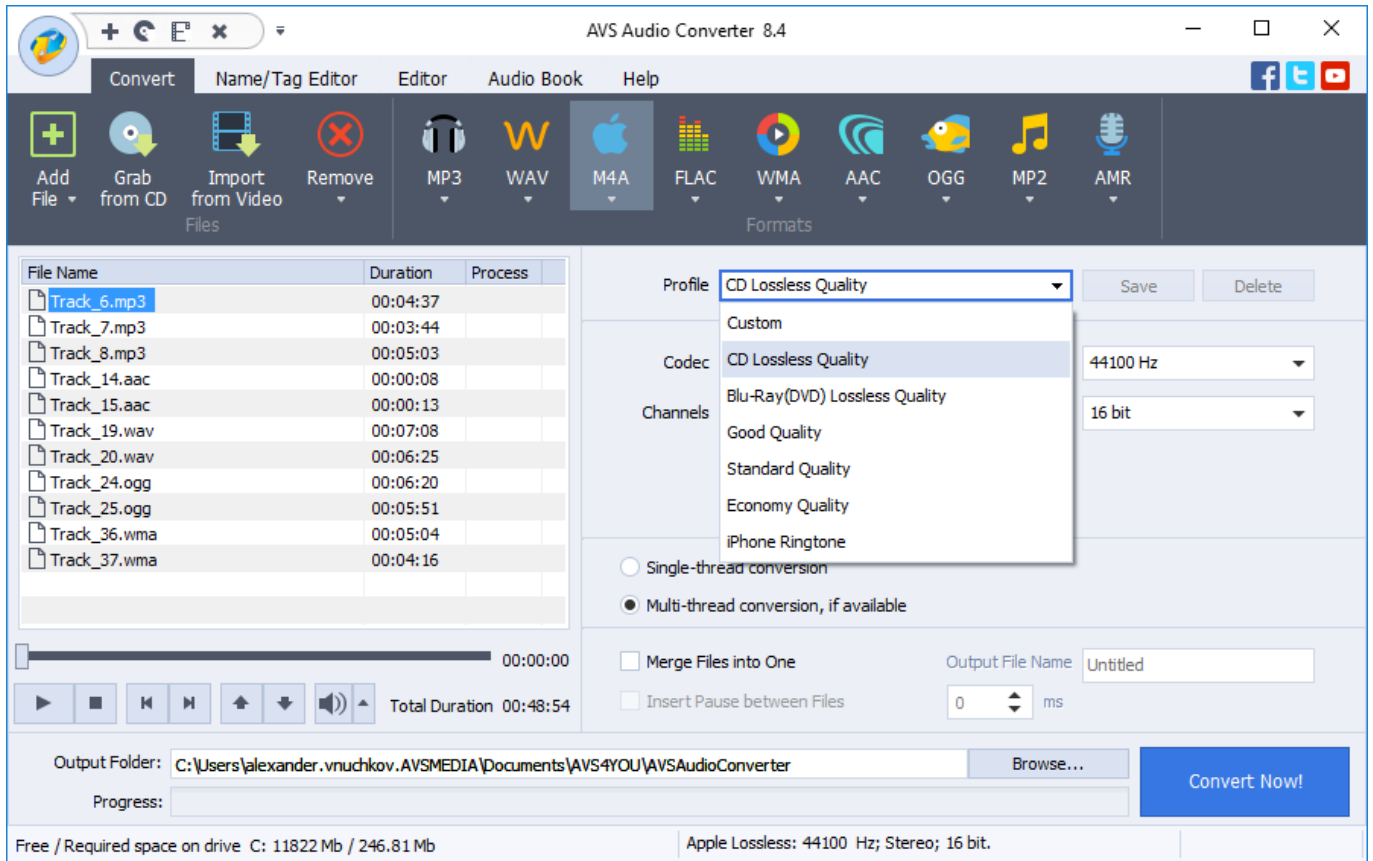 AVS Audio Converter 8.4
Convert Name/Tag Editor Editor Audio Book Help
Add File Grab from CD Import from Video Remove MP3 WAV M4A FLAC WMA AAC OGG MP2 AMR
Files Formats
File Name Duration Process
Track_6.mp3 00:04:37
Track_7.mp3 00:03:44
Track_8.mp3 00:05:03
Track_14.aac 00:00:08
Track_15.aac 00:00:13
Track_19.wav 00:07:08
Track_20.wav 00:06:25
Track_24.ogg 00:06:20
Track_25.ogg 00:05:51
Track_36.wma 00:05:04
Track_37.wma 00:04:16
00:00:00
Total Duration 00:48:54
Profile CD Lossless Quality Save Delete
Custom
CD Lossless Quality
Blu-Ray(DVD) Lossless Quality
Good Quality
Standard Quality
Economy Quality
iPhone Ringtone
Codec 44100 Hz
Channels 16 bit
Single-thread conversion
Multi-thread conversion, if available
Merge Files into One Output File Name Untitled
Insert Pause between Files 0 ms
Output Folder: C:\Users\alexander.vnuchkov.AVSMEDIA\Documents\AVS4YOU\AVSAudioConverter Browse...
Progress:
Convert Now!
Free / Required space on drive C: 11822 Mb / 246.81 Mb Apple Lossless: 44100 Hz; Stereo; 16 bit.